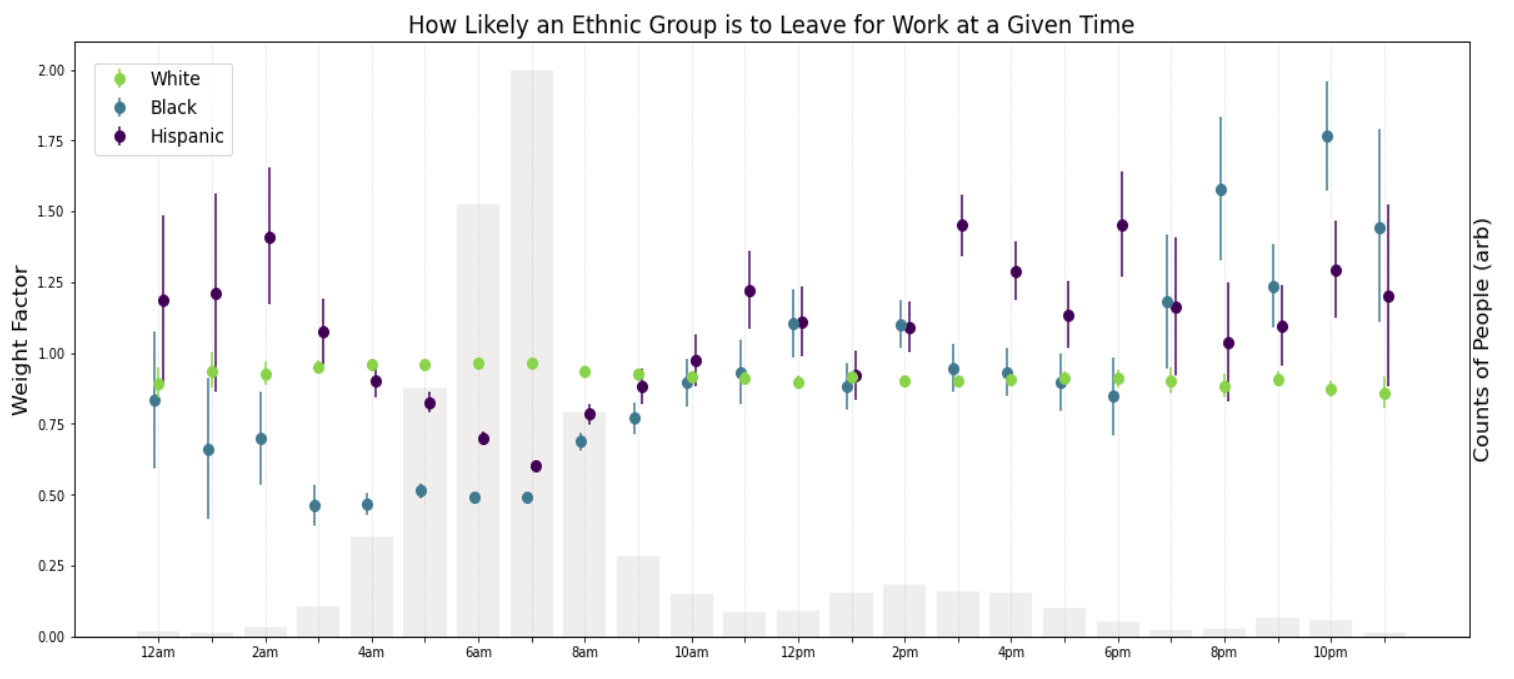 How Likely an Ethnic Group is to Leave for Work at a Given Time
White
Black
Hispanic
2.00
1.75
1.50
1.25
1.00
0.75
0.50
0.25
0.00
Weight Factor
Counts of People (arb)
12am 2am 4am 6am 8am 10am 12pm 2pm 4pm 6pm 8pm 10pm